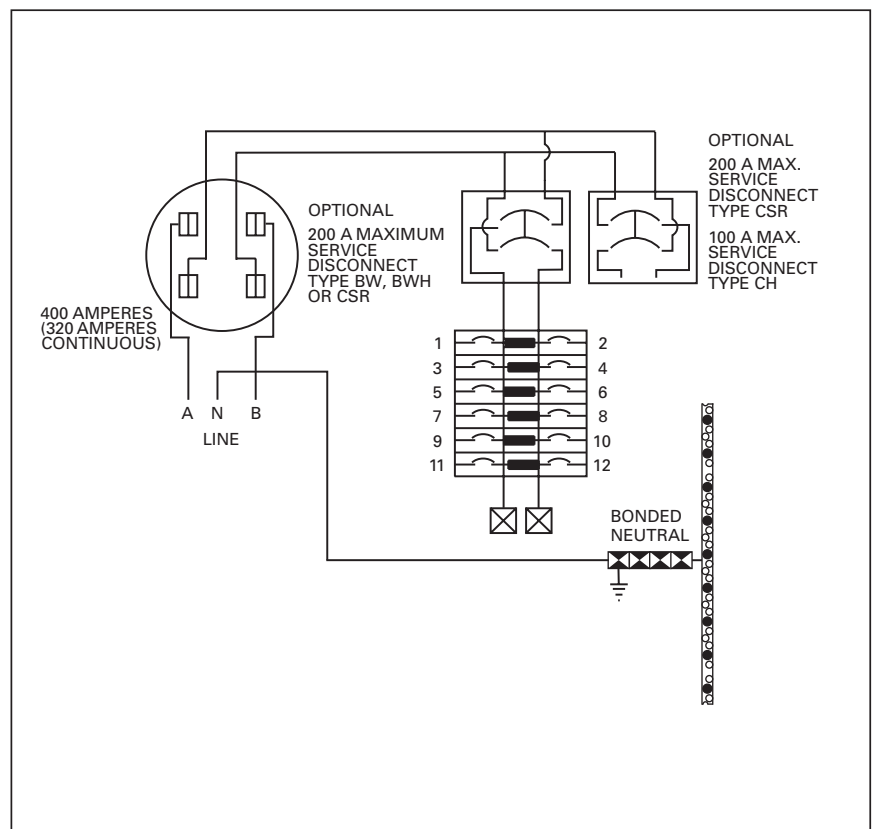 OPTIONAL
200 A MAX.
SERVICE
DISCONNECT
TYPE CSR
100 A MAX.
SERVICE
DISCONNECT
TYPE CH
OPTIONAL
200 A MAXIMUM
SERVICE
DISCONNECT
TYPE BW, BWH
OR CSR
400 AMPERES
(320 AMPERES
CONTINUOUS)
A N B
LINE
1 2
3 4
5 6
7 8
9 10
11 12
BONDED
NEUTRAL